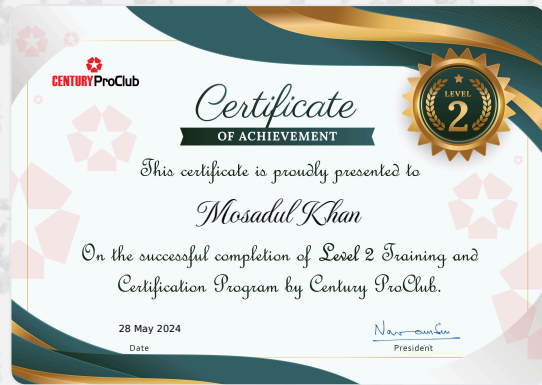 CENTURY ProClub
Certificate
OF ACHIEVEMENT
LEVEL
2
This certificate is proudly presented to
Mosadul Khan
On the successful completion of Level 2 Training and
Certification Program by Century ProClub.
28 May 2024
Date
President